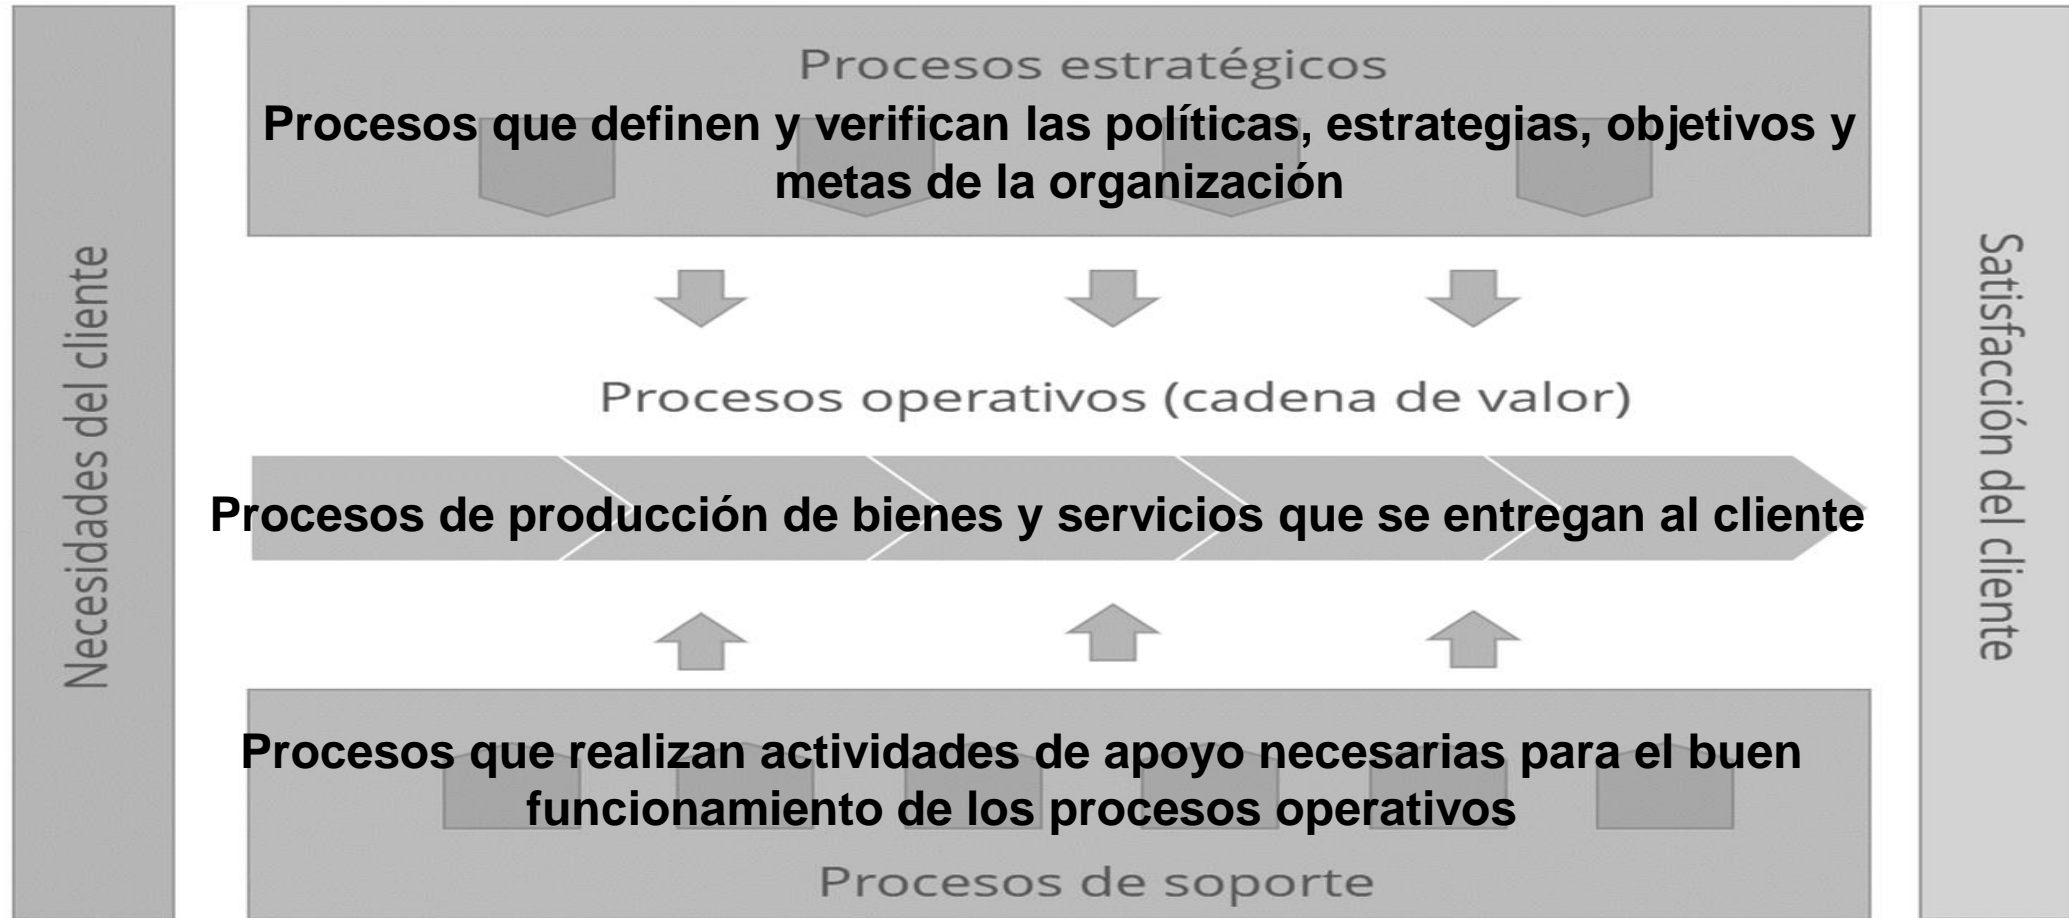 Necesidades del cliente
Procesos estratégicos
Procesos que definen y verifican las políticas, estrategias, objetivos y
metas de la organización
Procesos operativos (cadena de valor)
Procesos de producción de bienes y servicios que se entregan al cliente
Procesos que realizan actividades de apoyo necesarias para el buen
funcionamiento de los procesos operativos
Procesos de soporte
Satisfacción del cliente